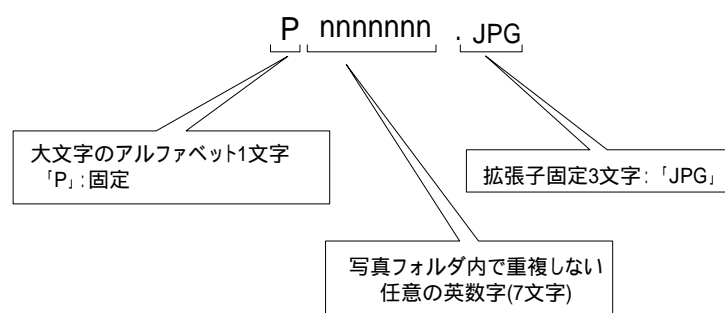 P nnnnnnn . JPG
大文字のアルファベット1文字
「P」:固定
拡張子固定3文字:「JPG」
写真フォルダ内で重複しない
任意の英数字(7文字)